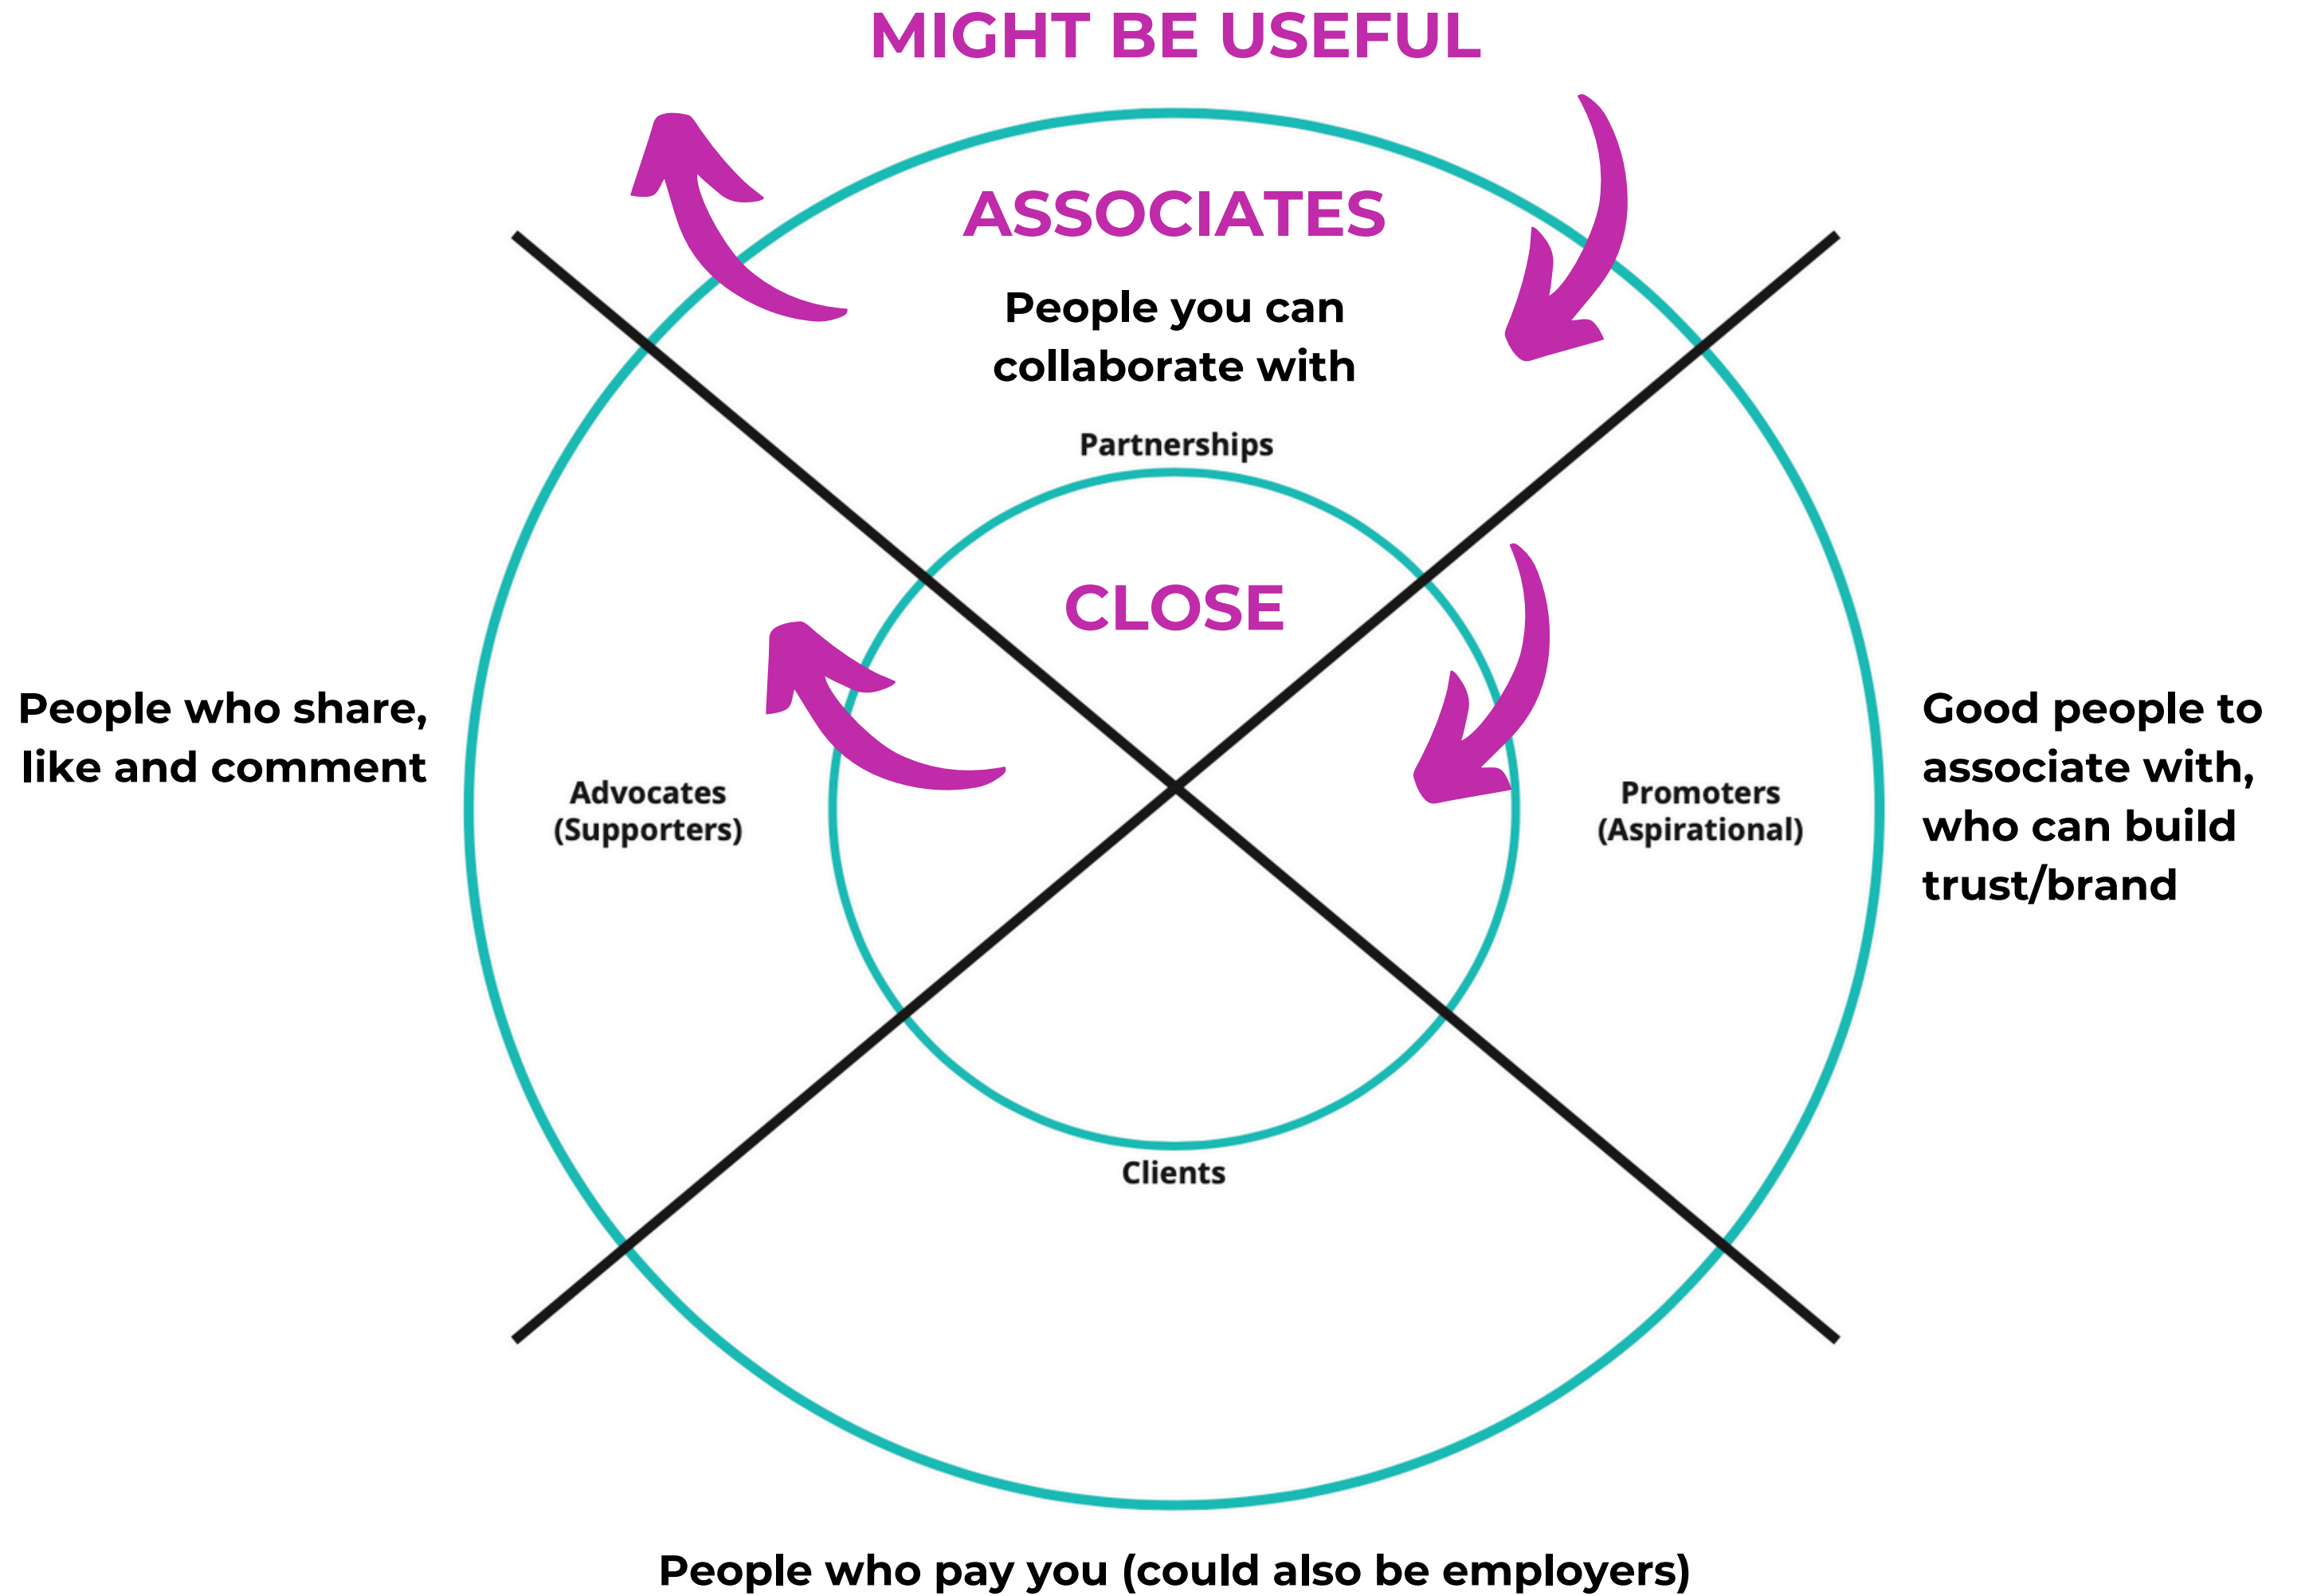 MIGHT BE USEFUL
ASSOCIATES
People you can
collaborate with
Partnerships
CLOSE
People who share,
like and comment
Advocates
(Supporters)
Promoters
(Aspirational)
Good people to
associate with,
who can build
trust/brand
Clients
People who pay you (could also be employers)